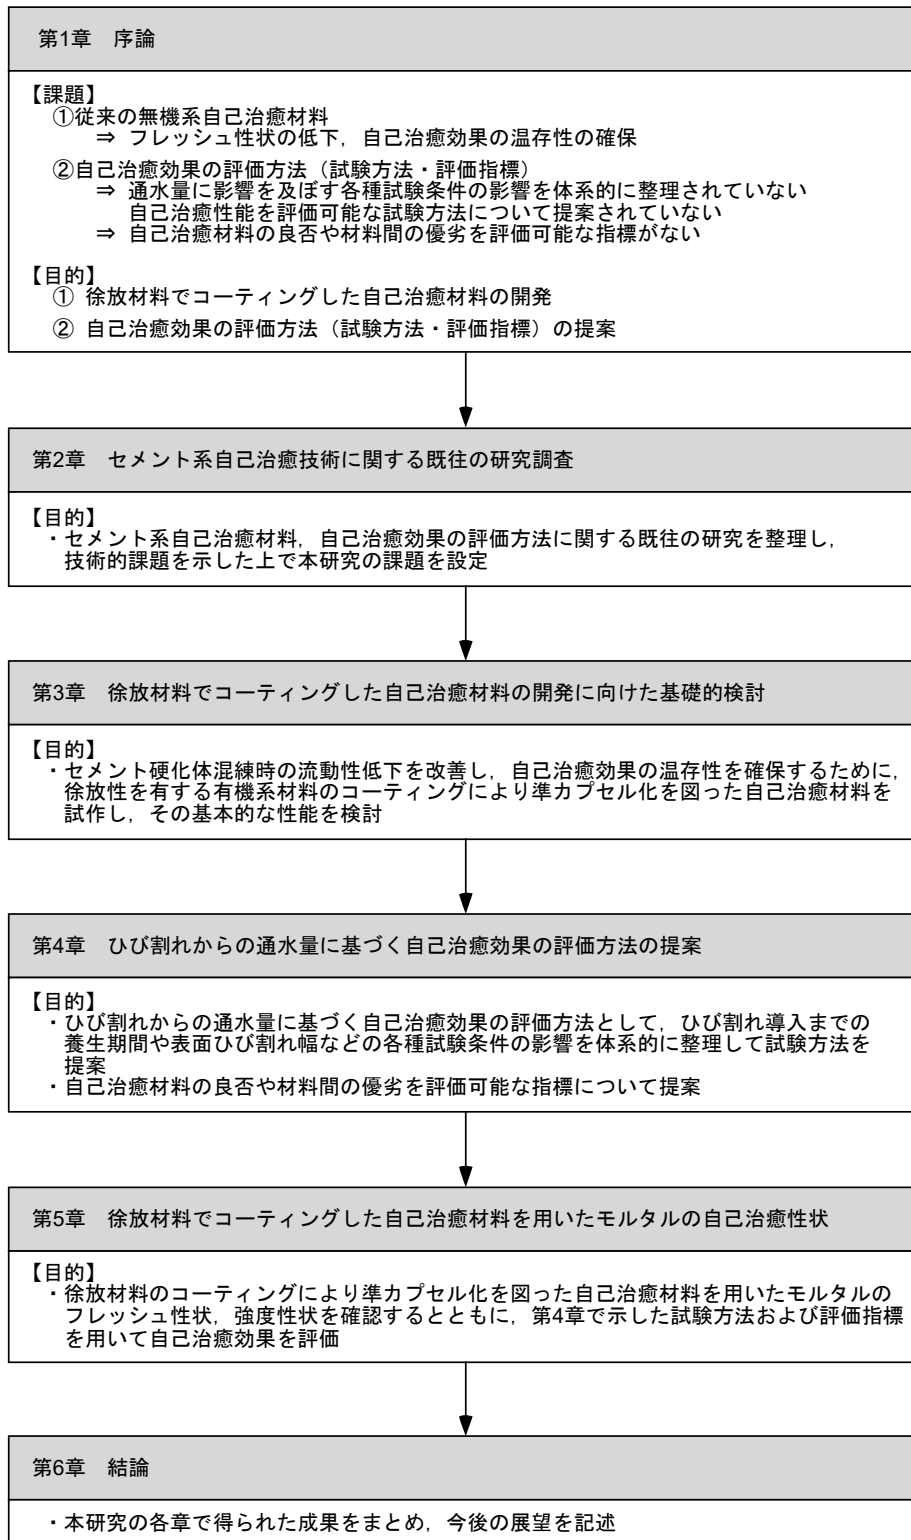 第1章　序論
【課題】
①従来の無機系自己治癒材料
⇒ フレッシュ性状の低下，自己治癒効果の温存性の確保
②自己治癒効果の評価方法（試験方法・評価指標）
⇒ 通水量に影響を及ぼす各種試験条件の影響を体系的に整理されていない
自己治癒性能を評価可能な試験方法について提案されていない
⇒ 自己治癒材料の良否や材料間の優劣を評価可能な指標がない
【目的】
① 徐放材料でコーティングした自己治癒材料の開発
② 自己治癒効果の評価方法（試験方法・評価指標）の提案
第2章　セメント系自己治癒技術に関する既往の研究調査
【目的】
・セメント系自己治癒材料，自己治癒効果の評価方法に関する既往の研究を整理し，
技術的課題を示した上で本研究の課題を設定
第3章　徐放材料でコーティングした自己治癒材料の開発に向けた基礎的検討
【目的】
・セメント硬化体混練時の流動性低下を改善し，自己治癒効果の温存性を確保するために，
徐放性を有する有機系材料のコーティングにより準カプセル化を図った自己治癒材料を
試作し，その基本的な性能を検討
第4章　ひび割れからの通水量に基づく自己治癒効果の評価方法の提案
【目的】
・ひび割れからの通水量に基づく自己治癒効果の評価方法として，ひび割れ導入までの
養生期間や表面ひび割れ幅などの各種試験条件の影響を体系的に整理して試験方法を
提案
・自己治癒材料の良否や材料間の優劣を評価可能な指標について提案
第5章　徐放材料でコーティングした自己治癒材料を用いたモルタルの自己治癒性状
【目的】
・徐放材料のコーティングにより準カプセル化を図った自己治癒材料を用いたモルタルの
フレッシュ性状，強度性状を確認するとともに，第4章で示した試験方法および評価指標
を用いて自己治癒効果を評価
第6章　結論
・本研究の各章で得られた成果をまとめ，今後の展望を記述